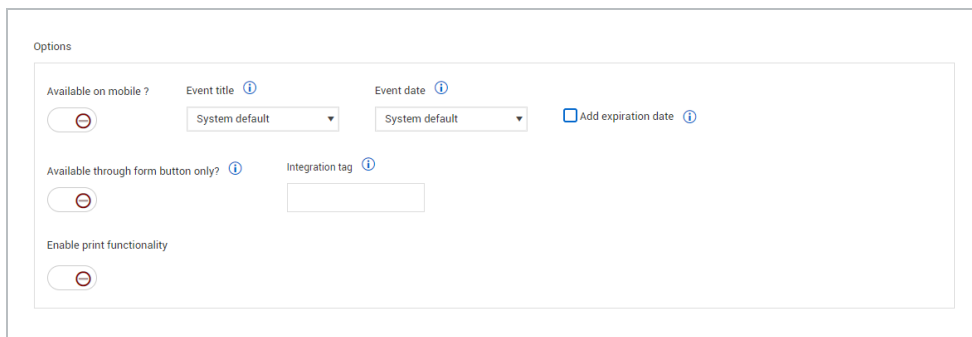 Options
Available on mobile ? Event title Event date
System default System default Add expiration date
Available through form button only? Integration tag
Enable print functionality